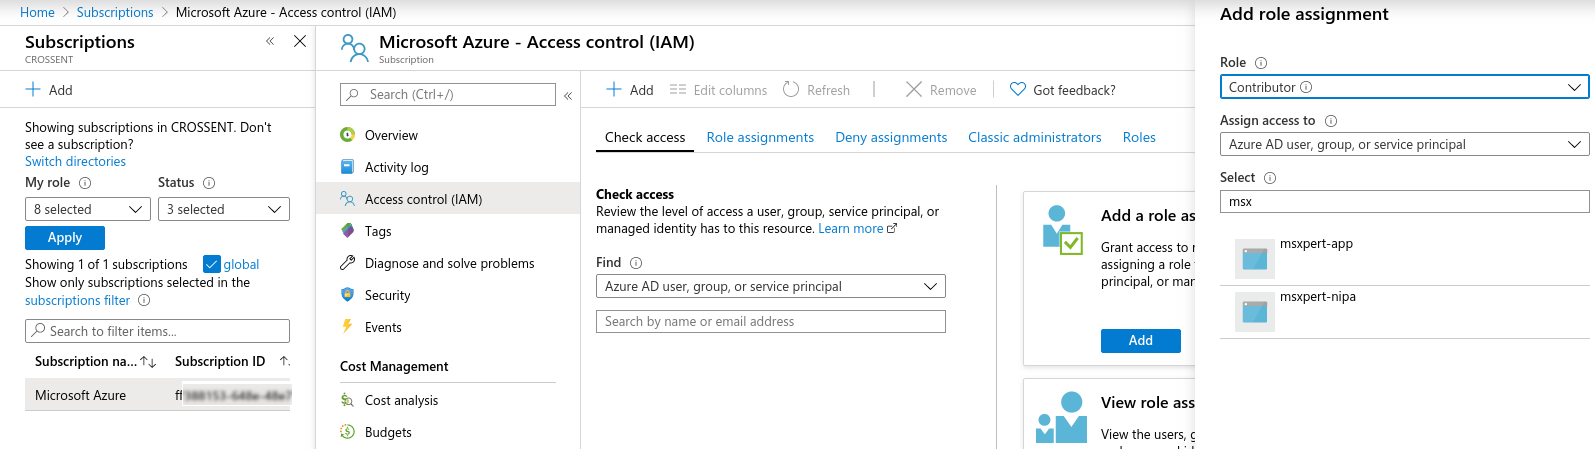 Home > Subscriptions > Microsoft Azure - Access control (IAM)
Subscriptions
CROSSENT
Add
Showing subscriptions in CROSSENT. Don't
see a subscription?
Switch directories
My role
Status
8 selected
3 selected
Apply
Showing 1 of 1 subscriptions
global
Show only subscriptions selected in the
subscriptions filter
Search to filter items...
Subscription na...
Subscription ID
Microsoft Azure
Microsoft Azure - Access control (IAM)
Subscription
Search (Ctrl+/)
Overview
Activity log
Access control (IAM)
Tags
Diagnose and solve problems
Security
Events
Cost Management
Cost analysis
Budgets
Add
Edit columns
Refresh
Remove
Got feedback?
Check access
Role assignments
Deny assignments
Classic administrators
Roles
Check access
Review the level of access a user, group, service principal, or
managed identity has to this resource. Learn more
Find
Azure AD user, group, or service principal
Search by name or email address
Add a role as
Grant access to
assigning a role
principal, or
Add
View role ass
View the users,
Add role assignment
Role
Contributor
Assign access to
Azure AD user, group, or service principal
Select
msx
msxpert-app
msxpert-nipa